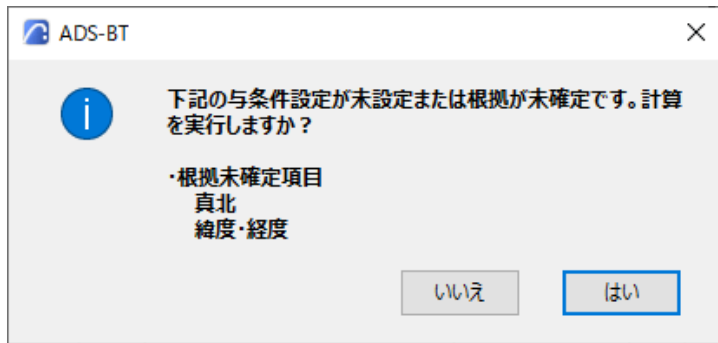 ADS-BT
下記の与条件設定が未設定または根拠が未確定です。計算
を実行しますか？
・根拠未確定項目
真北
緯度・経度
いいえ
はい